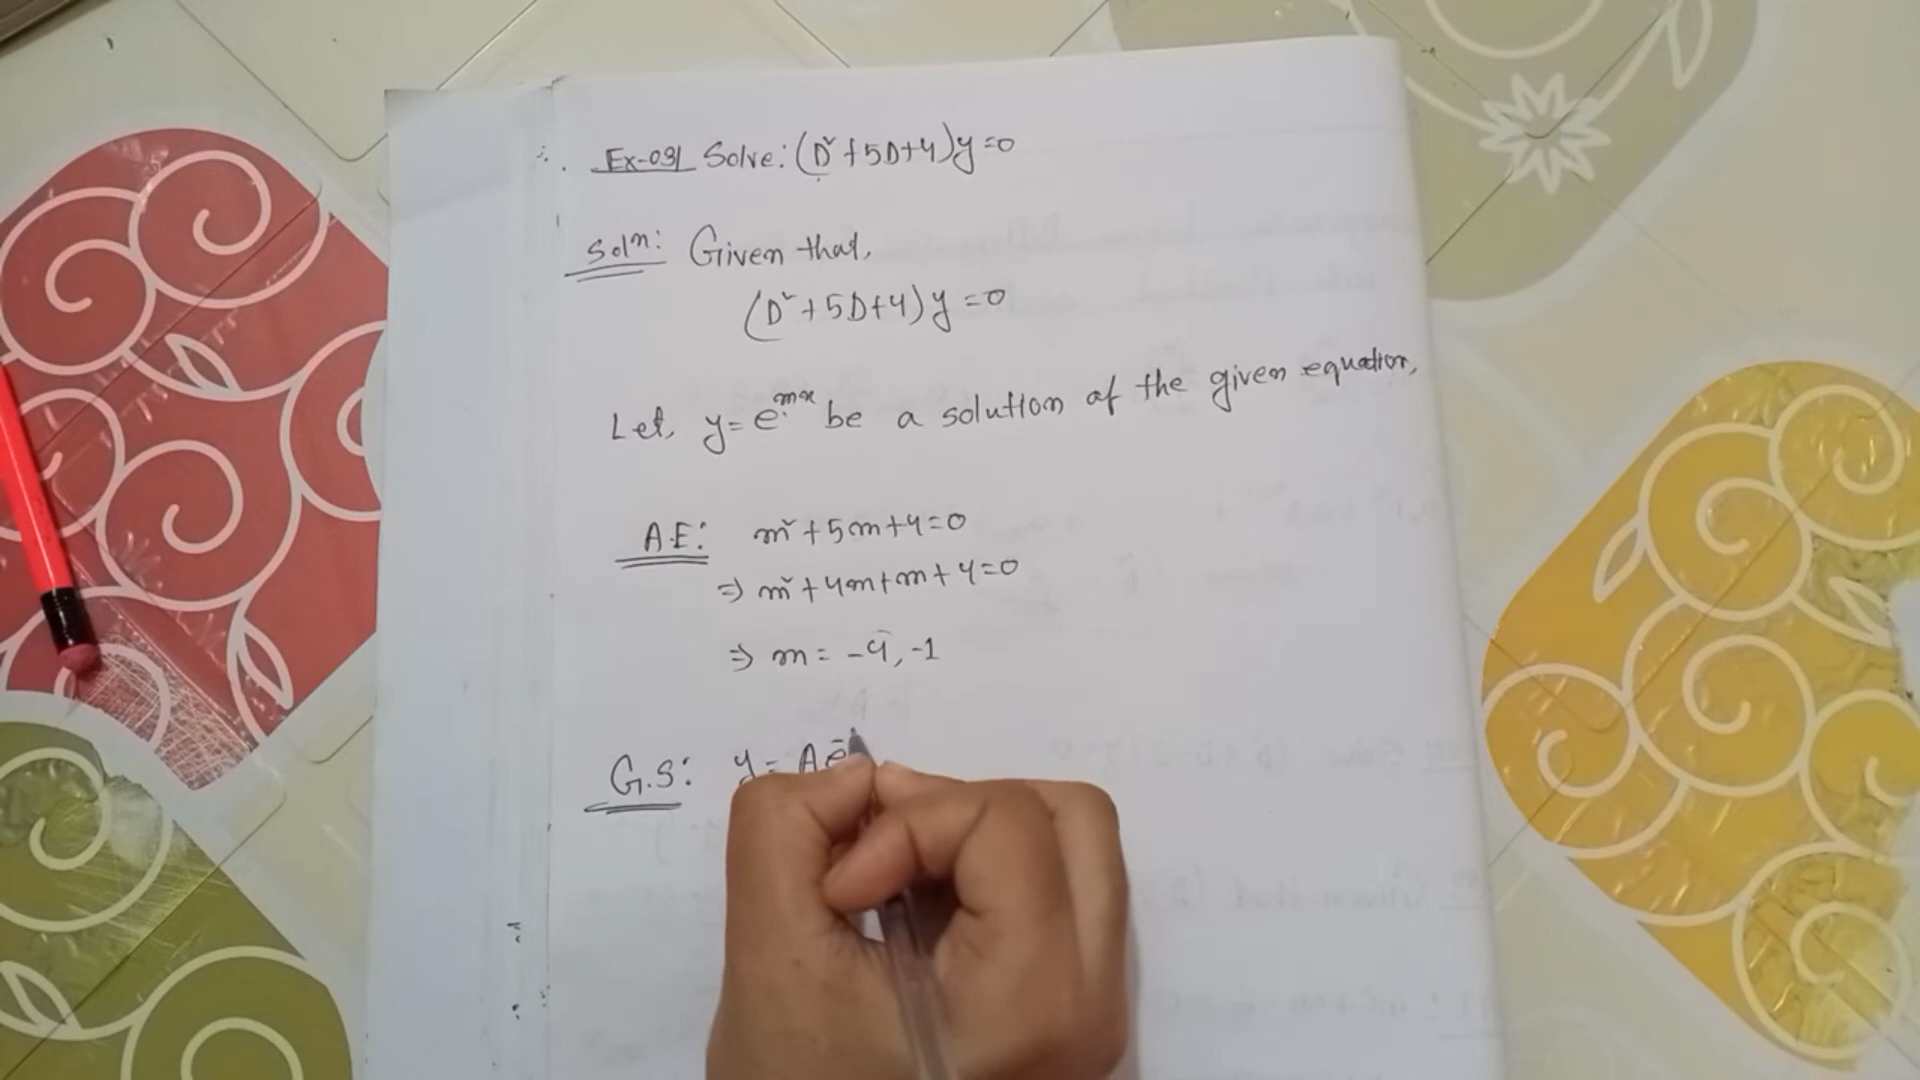 Ex-03| Solve: (D² + 5D + 4)y = 0
Solⁿ: Given that,
(D² + 5D + 4)y = 0
Let, y = e^mx be a solution of the given equation,
A.E: m² + 5m + 4 = 0
⇒ m² + 4m + m + 4 = 0
⇒ m = -4, -1
G.S: y = Ae^-